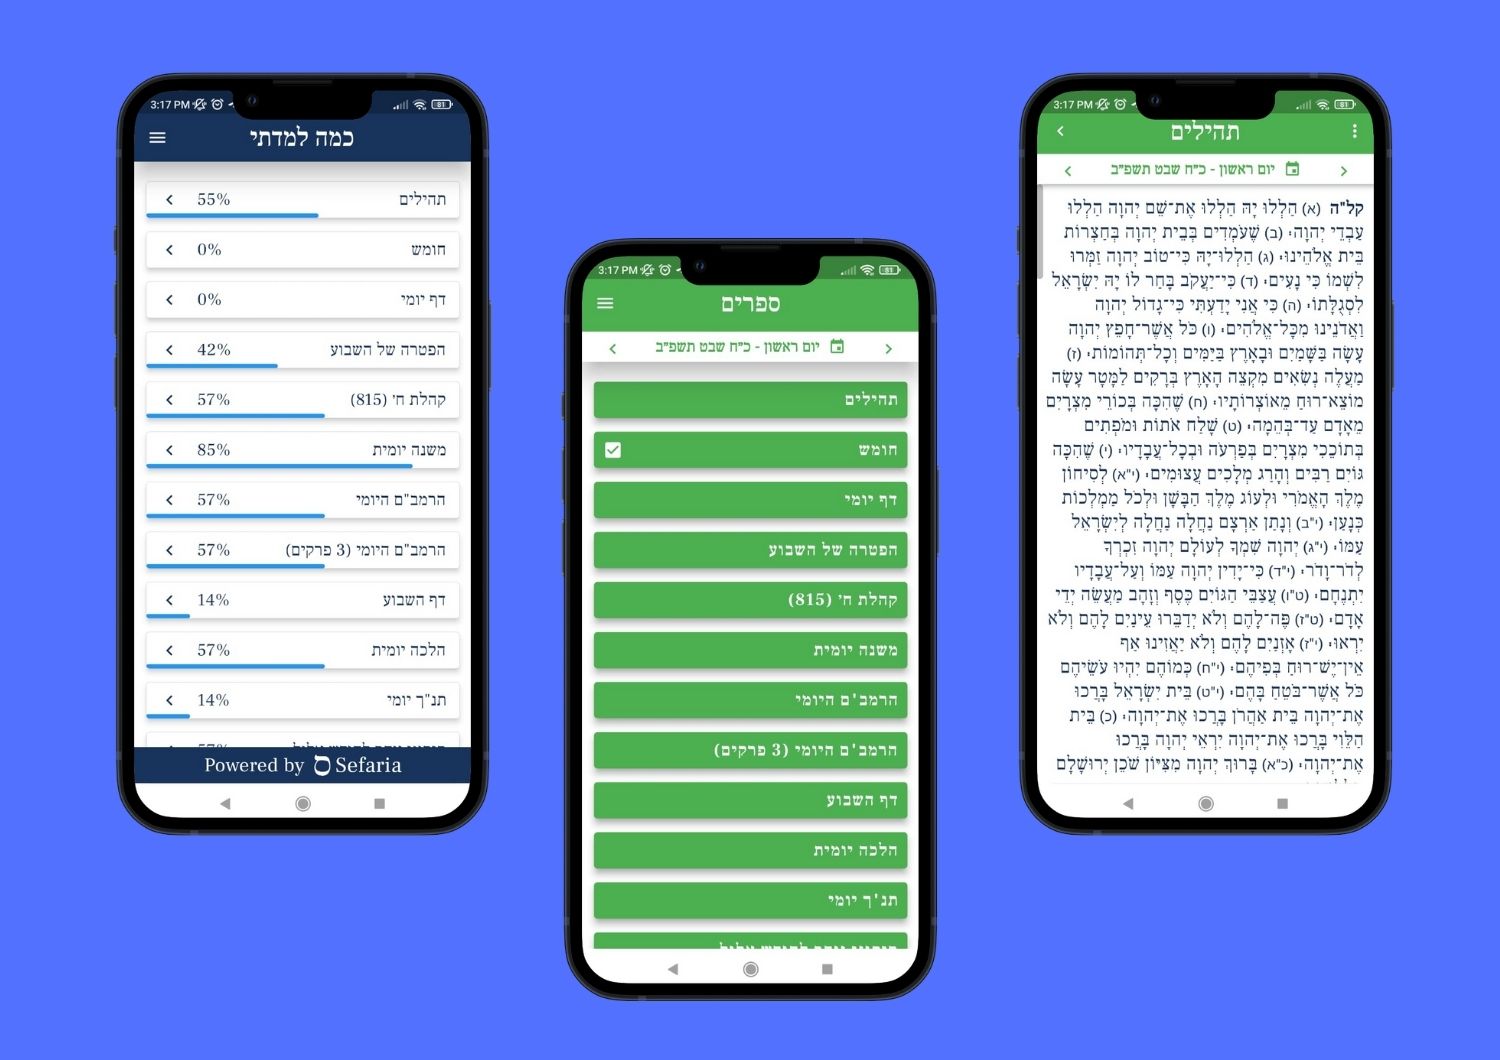 3:17 PM
81
כמה למדתי
תהילים 55%
חומש 0%
דף יומי 0%
הפטרה של השבוע 42%
קהלת ח' (815) 57%
משנה יומית 85%
הרמב"ם היומי 57%
הרמב"ם היומי (3 פרקים) 57%
דף השבוע 14%
הלכה יומית 57%
תנ"ך יומי 14%
57%
Powered by Sefaria
3:17 PM
81
ספרים
יום ראשון - כ״ח שבט תשפ״ב
תהילים
חומש
דף יומי
הפטרה של השבוע
קהלת ח' (815)
משנה יומית
הרמב'ם היומי
הרמב'ם היומי (3 פרקים)
דף השבוע
הלכה יומית
תנ'ך יומי
3:17 PM
81
תהילים
יום ראשון - כ״ח שבט תשפ״ב
קל"ה (א) הַלְלוּ יָהּ הַלְלוּ אֶת־שֵׁם יְהוָה הַלְלוּ
עַבְדֵי יְהוָה׃ (ב) שֶׁעֹמְדִים בְּבֵית יְהוָה בְּחַצְרוֹת
בֵּית אֱלֹהֵינוּ׃ (ג) הַלְלוּ־יָהּ כִּי־טוֹב יְהוָה זַמְּרוּ
לִשְׁמוֹ כִּי נָעִים׃ (ד) כִּי־יַעֲקֹב בָּחַר לוֹ יָהּ יִשְׂרָאֵל
לִסְגֻלָּתוֹ׃ (ה) כִּי אֲנִי יָדַעְתִּי כִּי־גָדוֹל יְהוָה
וַאֲדֹנֵינוּ מִכָּל־אֱלֹהִים׃ (ו) כֹּל אֲשֶׁר־חָפֵץ יְהוָה
עָשָׂה בַּשָּׁמַיִם וּבָאָרֶץ בַּיַּמִּים וְכָל־תְּהוֹמוֹת׃ (ז)
מַעֲלֶה נְשִׂאִים מִקְצֵה הָאָרֶץ בְּרָקִים לַמָּטָר עָשָׂה
מוֹצֵא־רוּחַ מֵאוֹצְרוֹתָיו׃ (ח) שֶׁהִכָּה בְּכוֹרֵי מִצְרָיִם
מֵאָדָם עַד־בְּהֵמָה׃ (ט) שָׁלַח אֹתוֹת וּמֹפְתִים
בְּתוֹכֵכִי מִצְרָיִם בְּפַרְעֹה וּבְכָל־עֲבָדָיו׃ (י) שֶׁהִכָּה
גּוֹיִם רַבִּים וְהָרַג מְלָכִים עֲצוּמִים׃ (י"א) לְסִיחוֹן
מֶלֶךְ הָאֱמֹרִי וּלְעוֹג מֶלֶךְ הַבָּשָׁן וּלְכֹל מַמְלְכוֹת
כְּנָעַן׃ (י"ב) וְנָתַן אַרְצָם נַחֲלָה נַחֲלָה לְיִשְׂרָאֵל
עַמּוֹ׃ (י"ג) יְהוָה שִׁמְךָ לְעוֹלָם יְהוָה זִכְרְךָ
לְדֹר־וָדֹר׃ (י"ד) כִּי־יָדִין יְהוָה עַמּוֹ וְעַל־עֲבָדָיו
יִתְנֶחָם׃ (ט"ו) עֲצַבֵּי הַגּוֹיִם כֶּסֶף וְזָהָב מַעֲשֵׂה יְדֵי
אָדָם׃ (ט"ז) פֶּה־לָהֶם וְלֹא יְדַבֵּרוּ עֵינַיִם לָהֶם וְלֹא
יִרְאוּ׃ (י"ז) אָזְנַיִם לָהֶם וְלֹא יַאֲזִינוּ אַף
אֵין־יֶשׁ־רוּחַ בְּפִיהֶם׃ (י"ח) כְּמוֹהֶם יִהְיוּ עֹשֵׂיהֶם
כֹּל אֲשֶׁר־בֹּטֵחַ בָּהֶם׃ (י"ט) בֵּית יִשְׂרָאֵל בָּרֲכוּ
אֶת־יְהוָה בֵּית אַהֲרֹן בָּרֲכוּ אֶת־יְהוָה׃ (כ) בֵּית
הַלֵּוִי בָּרֲכוּ אֶת־יְהוָה יִרְאֵי יְהוָה בָּרֲכוּ
אֶת־יְהוָה׃ (כ"א) בָּרוּךְ יְהוָה מִצִּיּוֹן שֹׁכֵן יְרוּשָׁלִָם